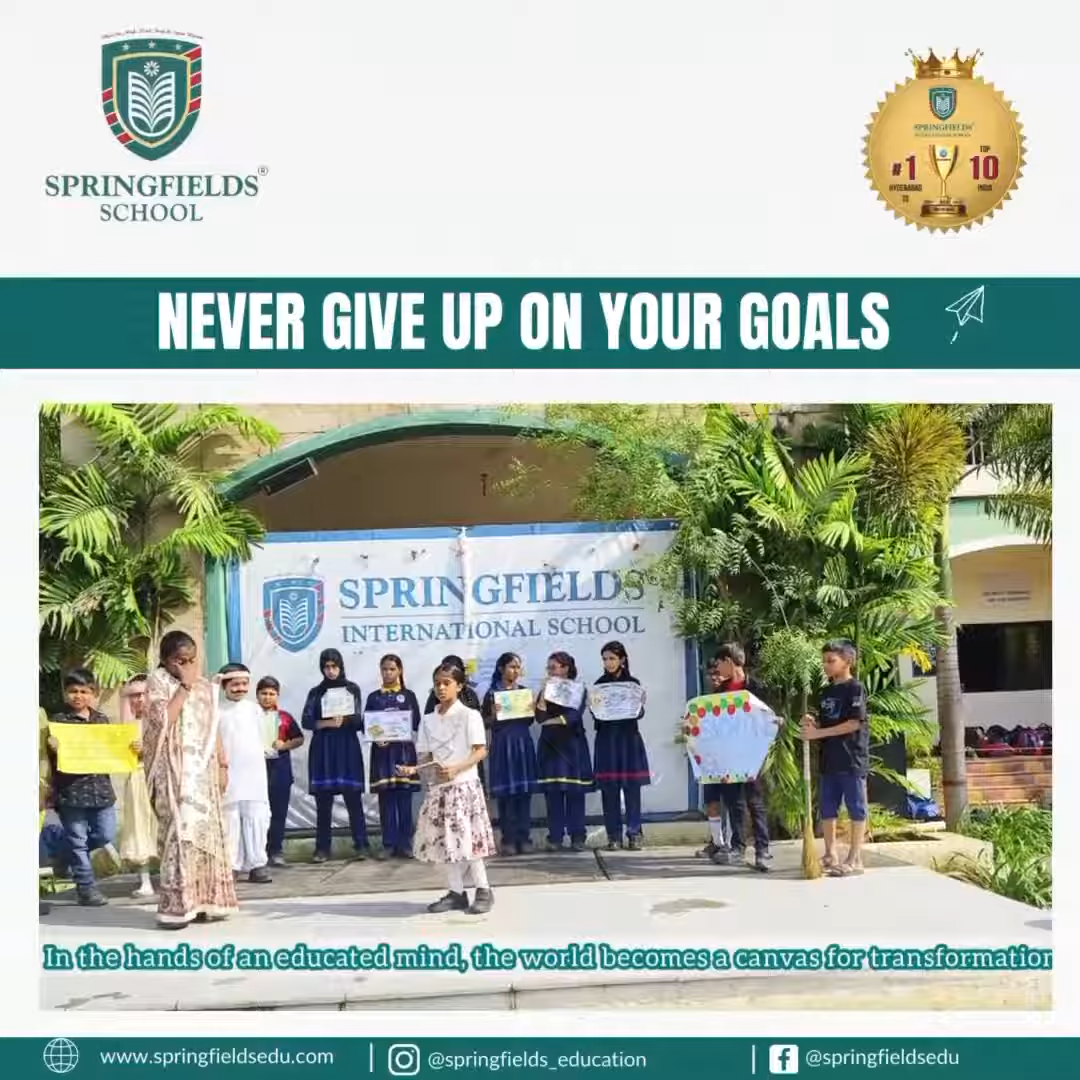 SPRINGFIELDS®
SCHOOL
SPRINGFIELDS
#1
TOP
10
HYDERABAD
INDIA
NEVER GIVE UP ON YOUR GOALS
SPRINGFIELDS
INTERNATIONAL SCHOOL
In the hands of an educated mind, the world becomes a canvas for transformation
www.springfieldsedu.com
@springfields_education
@springfieldsedu